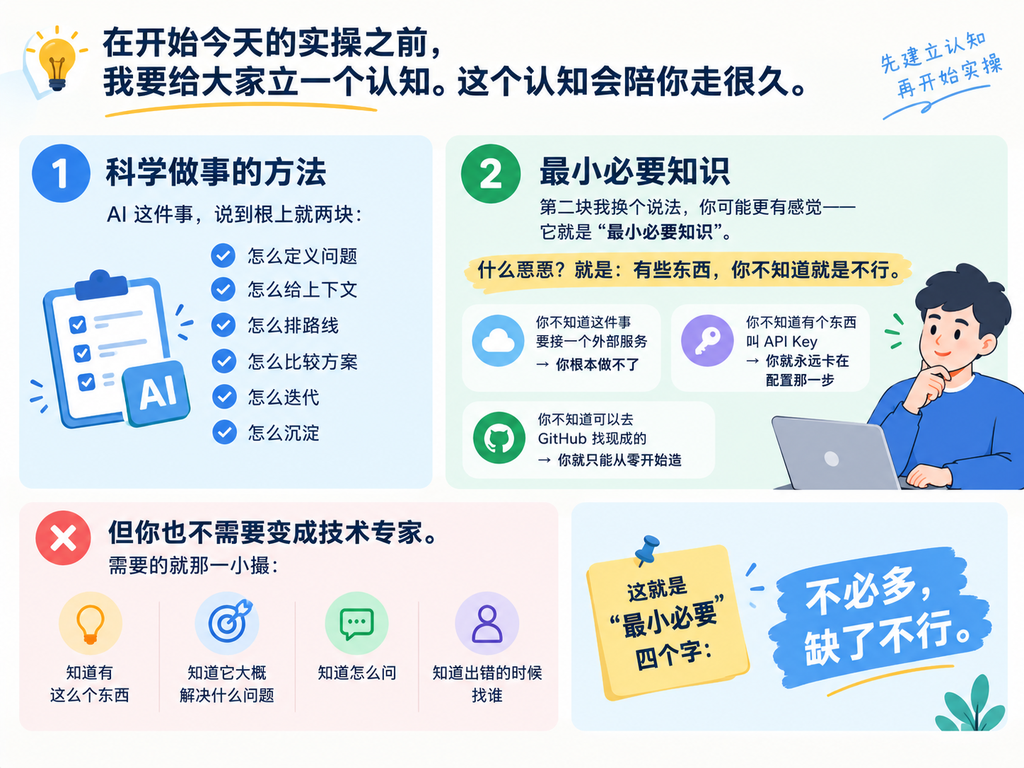 在开始今天的实操之前，
我要给大家立一个认知。这个认知会陪你走很久。
先建立认知
再开始实操
1
科学做事的方法
AI 这件事，说到根上就两块：
怎么定义问题
怎么给上下文
怎么排路线
怎么比较方案
怎么迭代
怎么沉淀
AI
2
最小必要知识
第二块我换个说法，你可能更有感觉——
它就是“最小必要知识”。
什么悪悪？就是：有些东西，你不知道就是不行。
你不知道这件事
要接一个外部服务
→ 你根本做不了
你不知道有个东西
叫 API Key
→ 你就永远卡在
配置那一步
你不知道可以去
GitHub 找现成的
→ 你就只能从零开始造
但你也不需要变成技术专家。
需要的就那一小撮：
知道有
这么个东西
知道它大概
解决什么问题
知道怎么问
知道出错的时候
找谁
这就是
“最小必要”
四个字：
不必多，
缺了不行。